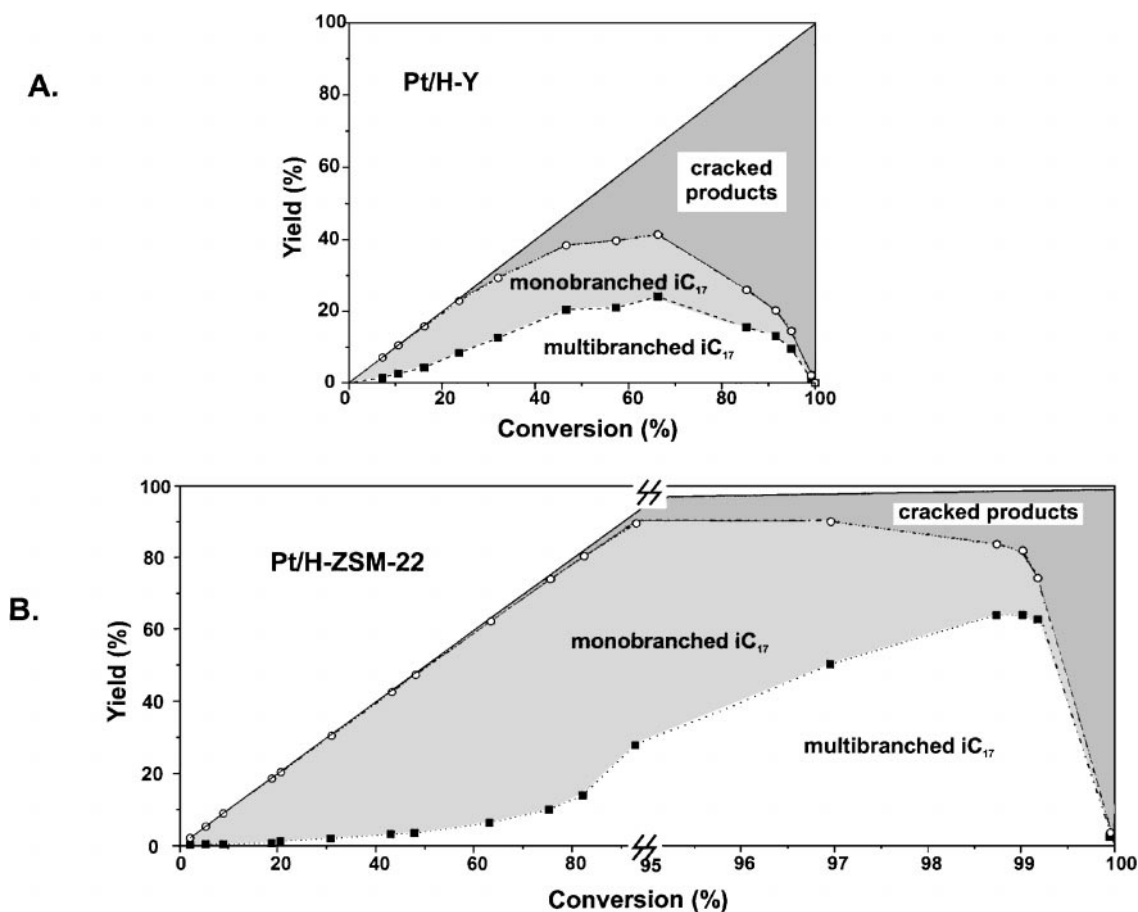 A.
Pt/H-Y
Yield (%)
100
80
60
40
20
0
cracked
products
monobranched iC17
multibranched iC17
0 20 40 60 80 100
Conversion (%)
B.
Pt/H-ZSM-22
Yield (%)
100
80
60
40
20
0
cracked products
monobranched iC17
multibranched iC17
0 20 40 60 80 95 96 97 98 99 100
Conversion (%)